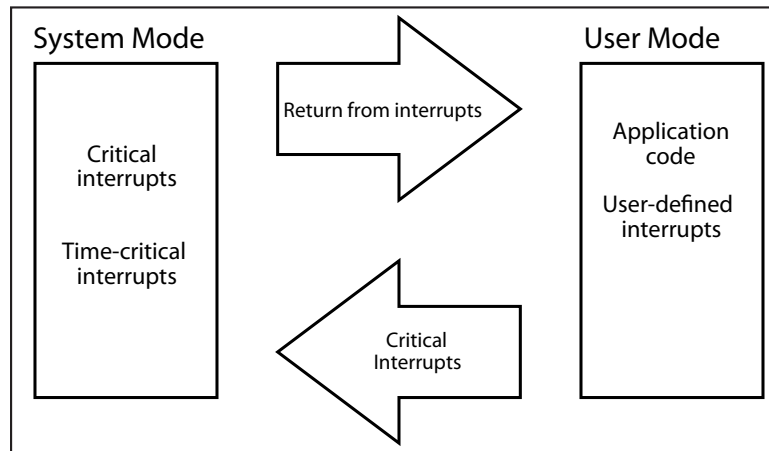 System Mode
User Mode
Critical
interrupts
Time-critical
interrupts
Return from interrupts
Critical
Interrupts
Application
code
User-defined
interrupts